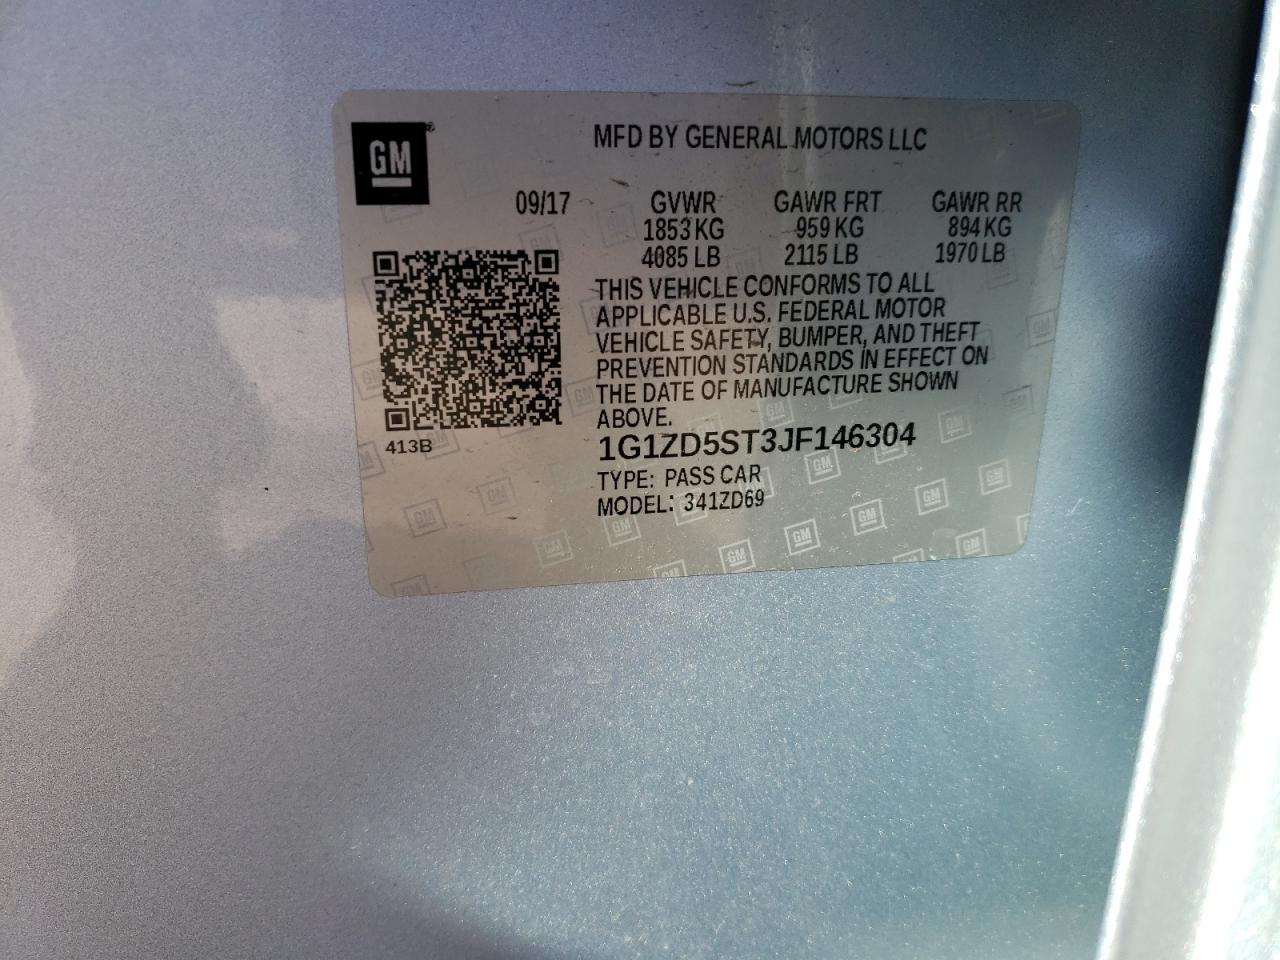 GM®
MFD BY GENERAL MOTORS LLC
09/17 GVWR GAWR FRT GAWR RR
1853 KG 959 KG 894 KG
4085 LB 2115 LB 1970 LB
THIS VEHICLE CONFORMS TO ALL
APPLICABLE U.S. FEDERAL MOTOR
VEHICLE SAFETY, BUMPER, AND THEFT
PREVENTION STANDARDS IN EFFECT ON
THE DATE OF MANUFACTURE SHOWN
ABOVE.
413B
1G1ZD5ST3JF146304
TYPE: PASS CAR
MODEL: 341ZD69